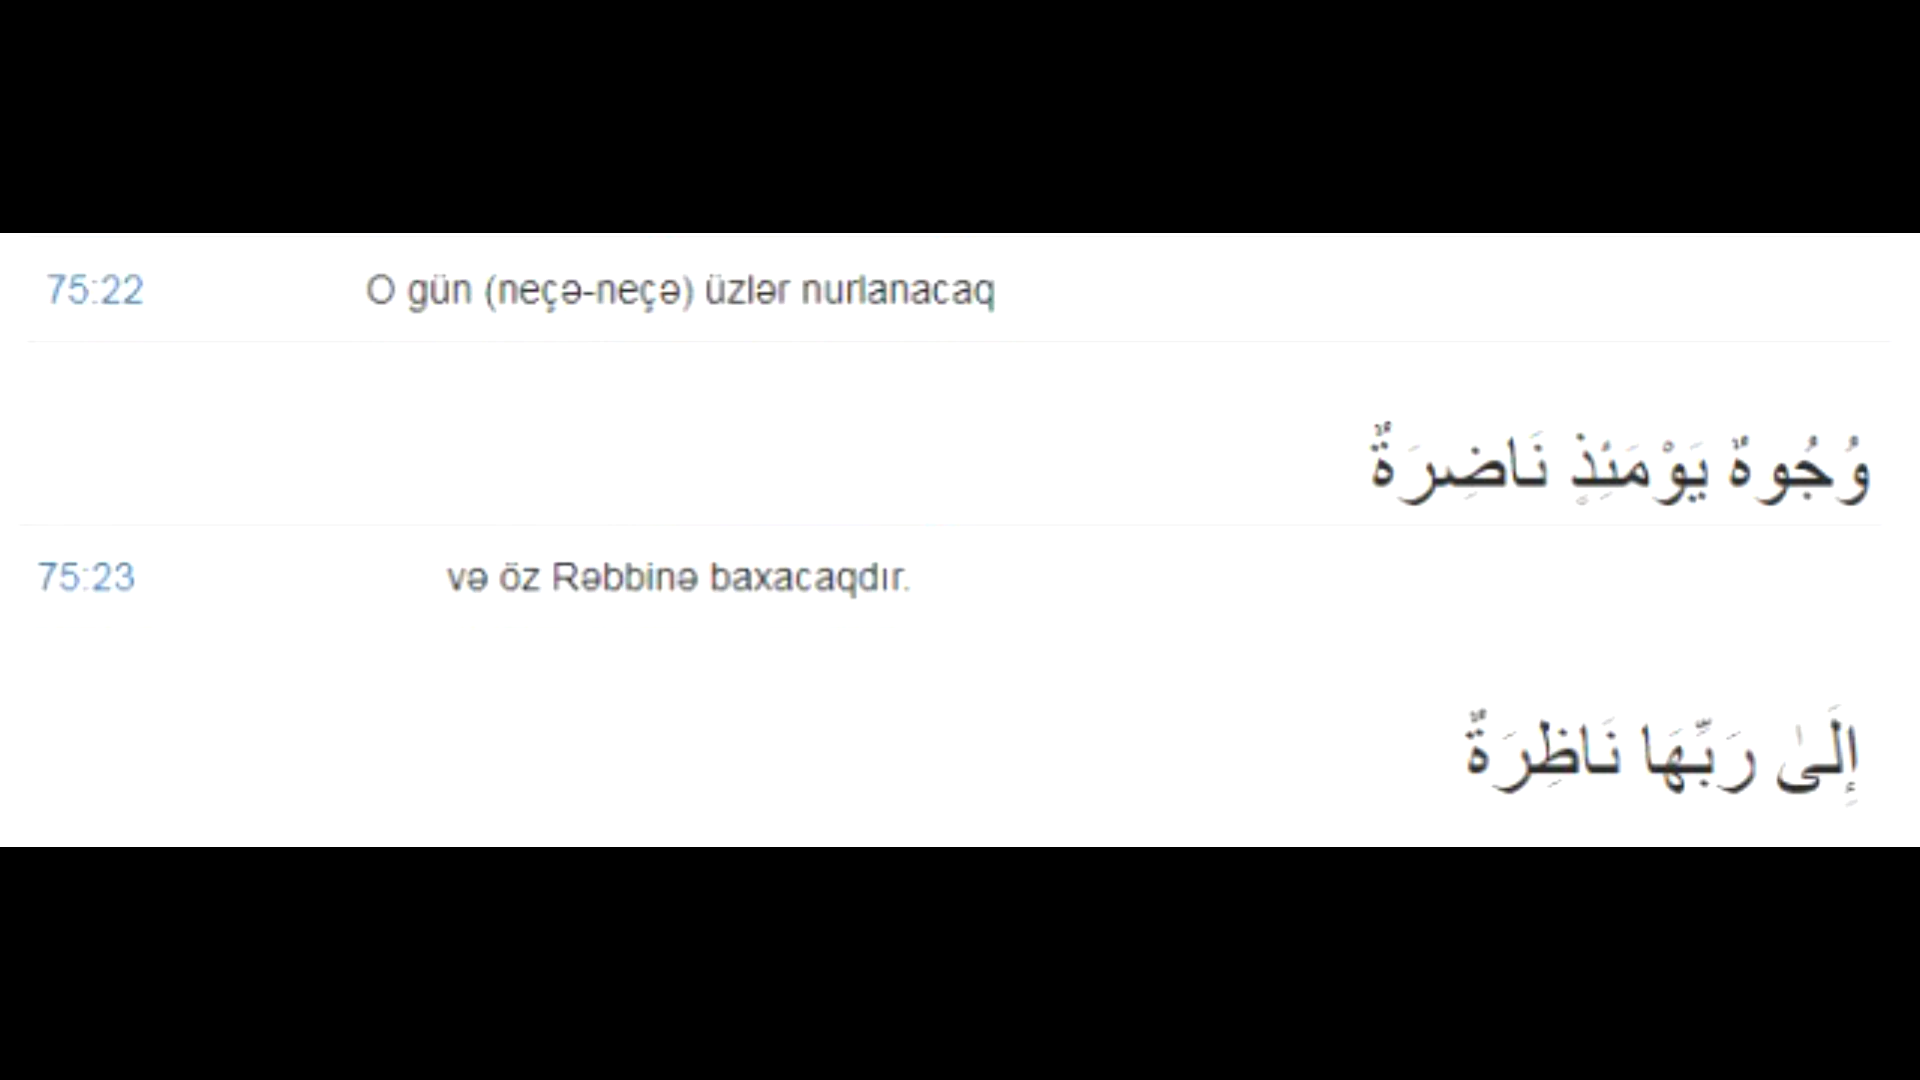 75:22 O gün (neçə-neçə) üzlər nurlanacaq
وُجُوهٌ يَوْمَئِذٍ نَاضِرَةٌ
75:23 və öz Rəbbinə baxacaqdır.
إِلَىٰ رَبِّهَا نَاظِرَةٌ